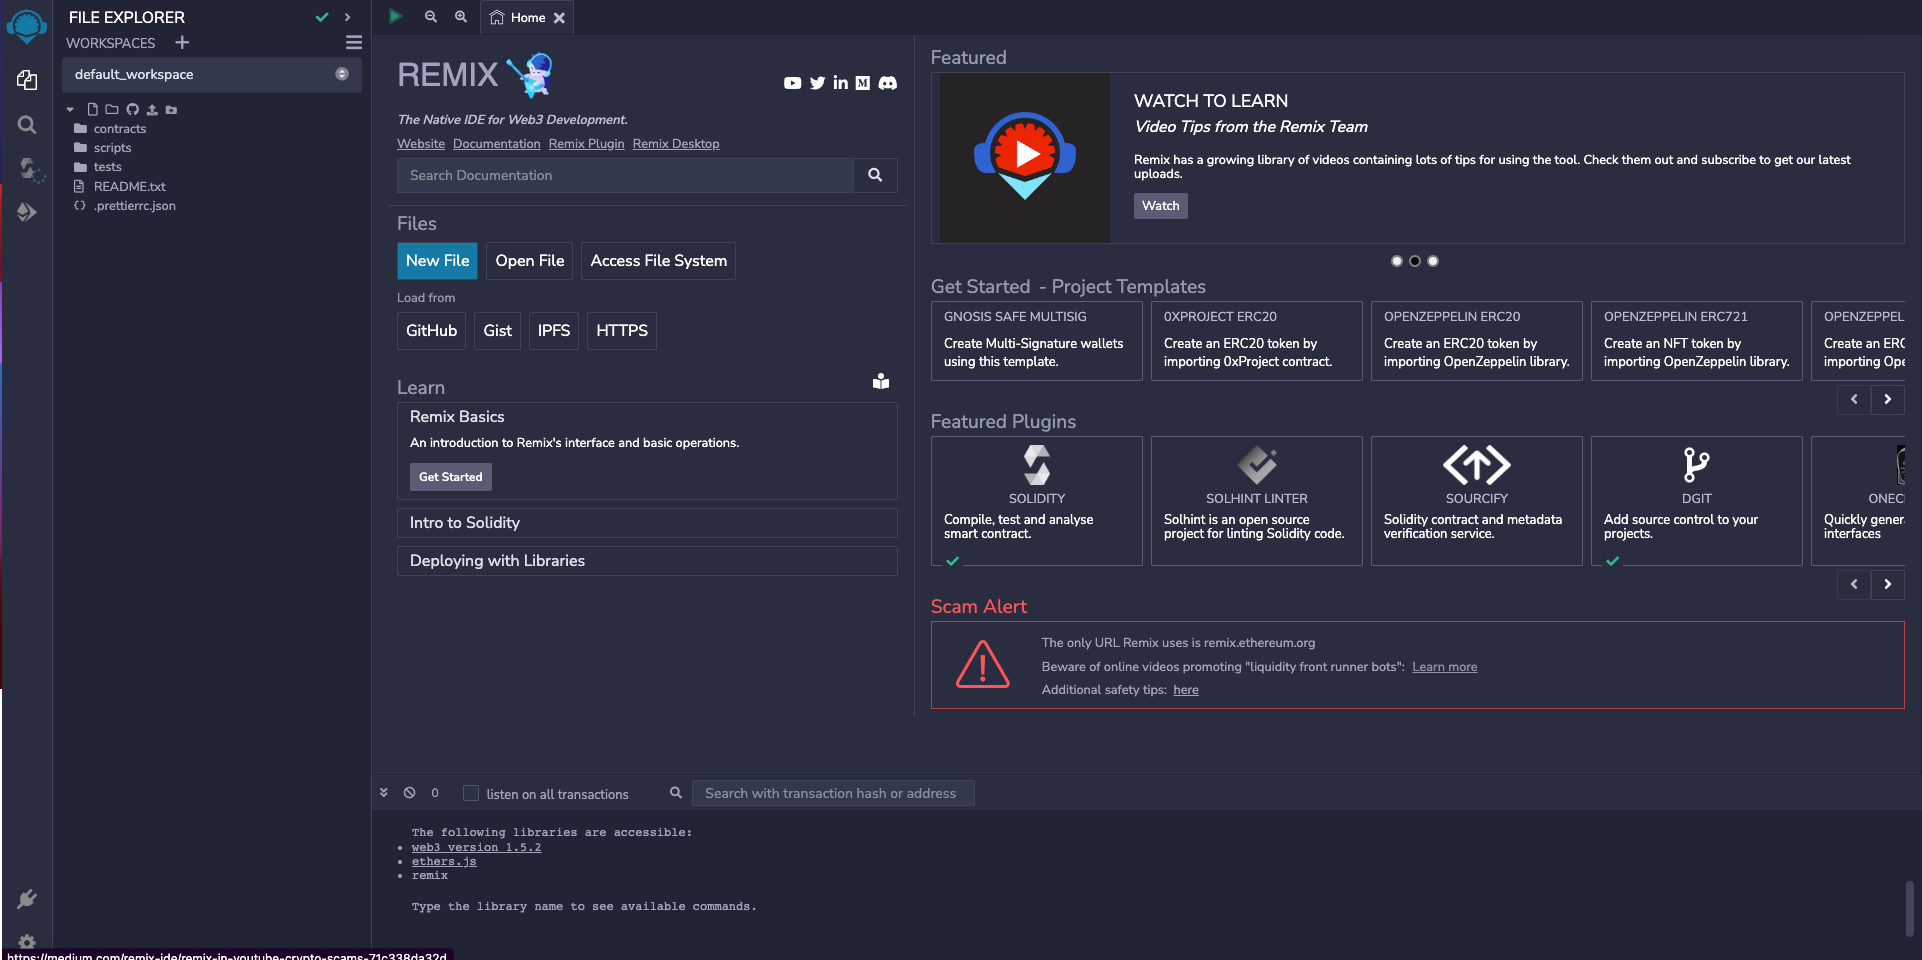 FILE EXPLORER
WORKSPACES
default_workspace
contracts
scripts
tests
README.txt
.prettierrc.json
Home
REMIX
The Native IDE for Web3 Development.
Website Documentation Remix Plugin Remix Desktop
Search Documentation
Files
New File Open File Access File System
Load from
GitHub Gist IPFS HTTPS
Learn
Remix Basics
An introduction to Remix's interface and basic operations.
Get Started
Intro to Solidity
Deploying with Libraries
Featured
WATCH TO LEARN
Video Tips from the Remix Team
Remix has a growing library of videos containing lots of tips for using the tool. Check them out and subscribe to get our latest
uploads.
Watch
Get Started - Project Templates
GNOSIS SAFE MULTISIG
Create Multi-Signature wallets
using this template.
0XPROJECT ERC20
Create an ERC20 token by
importing 0xProject contract.
OPENZEPPELIN ERC20
Create an ERC20 token by
importing OpenZeppelin library.
OPENZEPPELIN ERC721
Create an NFT token by
importing OpenZeppelin library.
OPENZEPPEL
Create an ERC
importing Ope
Featured Plugins
SOLIDITY
Compile, test and analyse
smart contract.
SOLHINT LINTER
Solhint is an open source
project for linting Solidity code.
SOURCIFY
Solidity contract and metadata
verification service.
DGIT
Add source control to your
projects.
ONECL
Quickly gener
interfaces
Scam Alert
The only URL Remix uses is remix.ethereum.org
Beware of online videos promoting "liquidity front runner bots": Learn more
Additional safety tips: here
0 listen on all transactions Search with transaction hash or address
The following libraries are accessible:
• web3 version 1.5.2
• ethers.js
• remix
Type the library name to see available commands.
https://medium.com/remix-ide/remix-in-youtube-crypto-scams-71c338da32d